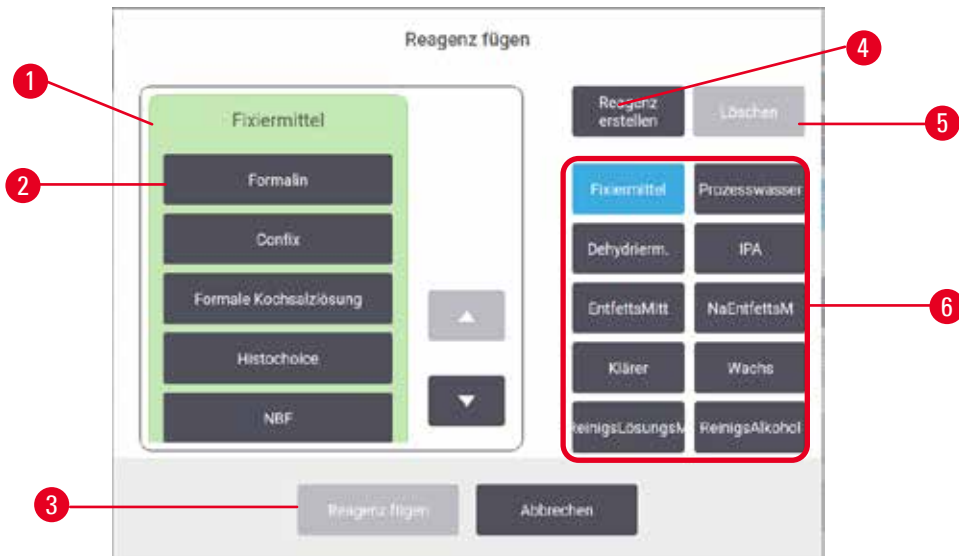 Reagenz fügen
1
Fixiermittel
2
Formalin
Confix
Formale Kochsalzlösung
Histochoice
NBF
4
Reagenz
erstellen
Löschen
5
Fixiermittel
Prozesswasser
Dehydrierm.
IPA
EntfettsMitt
NaEntfettsM
6
Klärer
Wachs
ReinigsLösungsM
ReinigsAlkohol
3
Reagenz fügen
Abbrechen